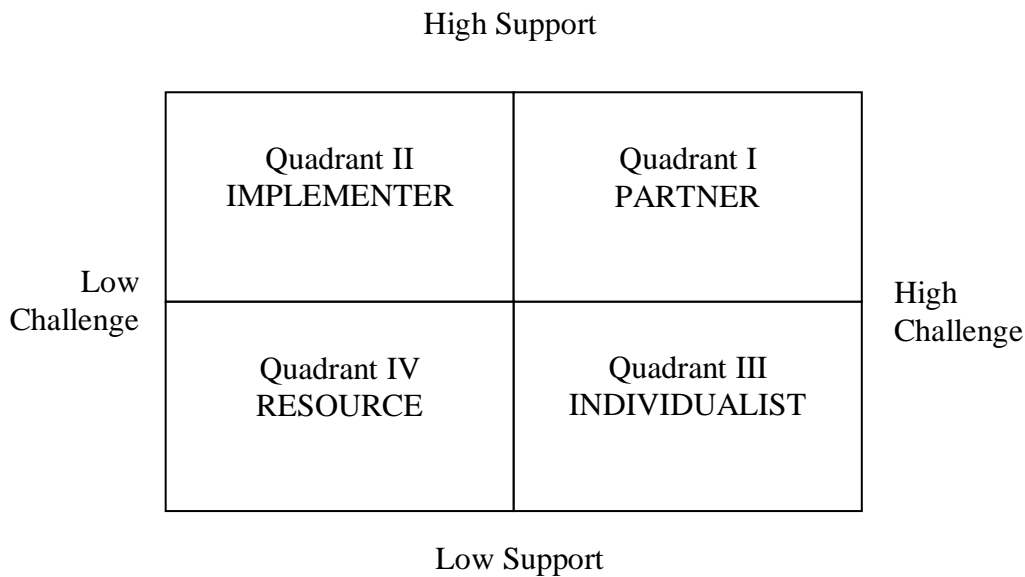 High Support
Quadrant II
IMPLEMENTER
Quadrant I
PARTNER
Low
Challenge
High
Challenge
Quadrant IV
RESOURCE
Quadrant III
INDIVIDUALIST
Low Support